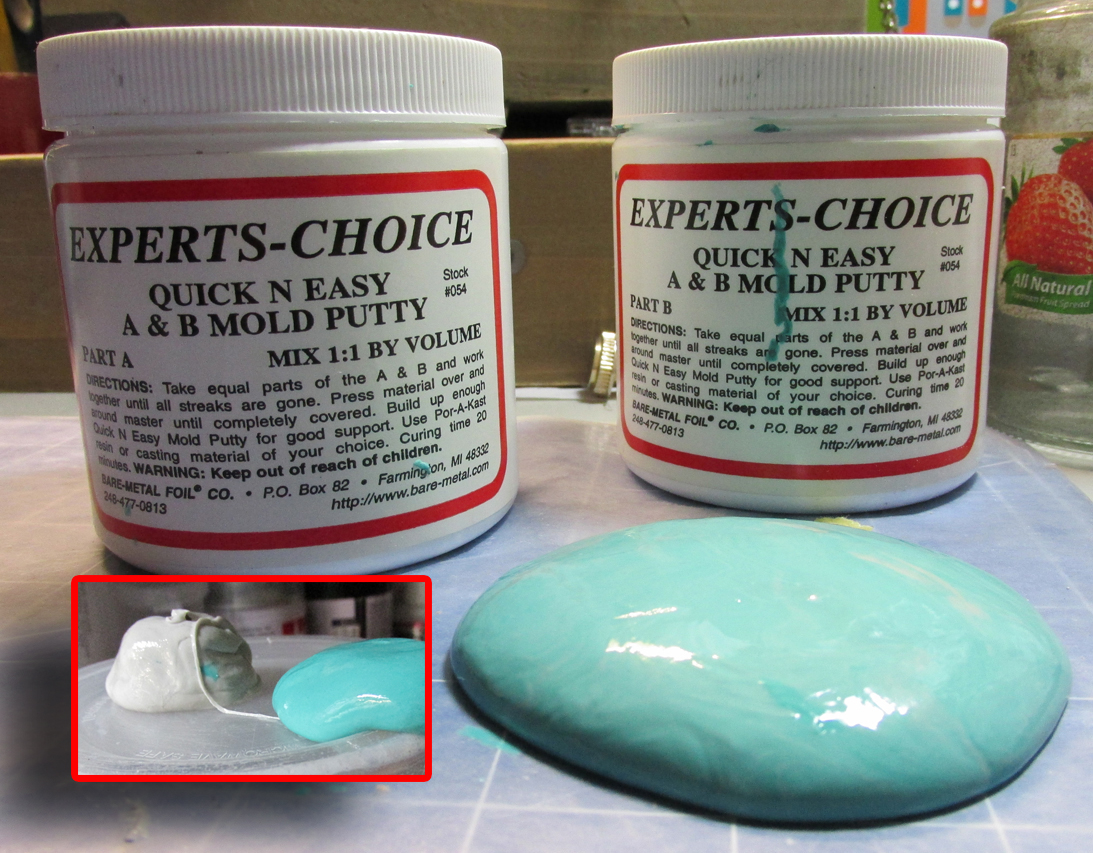 EXPERTS-CHOICE
QUICK N EASY
Stock
#054
A & B MOLD PUTTY
PART A
MIX 1:1 BY VOLUME
DIRECTIONS: Take equal parts of the A & B and work
together until all streaks are gone. Press material over and
around master until completely covered. Build up enough
Quick N Easy Mold Putty for good support. Use Por-A-Kast
resin or casting material of your choice. Curing time 20
minutes. WARNING: Keep out of reach of children.
BARE-METAL FOIL® CO. • P.O. Box 82 • Farmington, MI 48332
248-477-0813
http://www.bare-metal.com
EXPERTS-CHOICE
QUICK N EASY
Stock
#054
A & B MOLD PUTTY
PART B
MIX 1:1 BY VOLUME
DIRECTIONS: Take equal parts of the A & B and work
together until all streaks are gone. Press material over and
around master until completely covered. Build up enough
Quick N Easy Mold Putty for good support. Use Por-A-Kast
resin or casting material of your choice. Curing time 20
minutes. WARNING: Keep out of reach of children.
BARE-METAL FOIL® CO. • P.O. Box 82 • Farmington, MI 48332
248-477-0813
http://www.bare-metal.com
All Natural
Fruit Spread